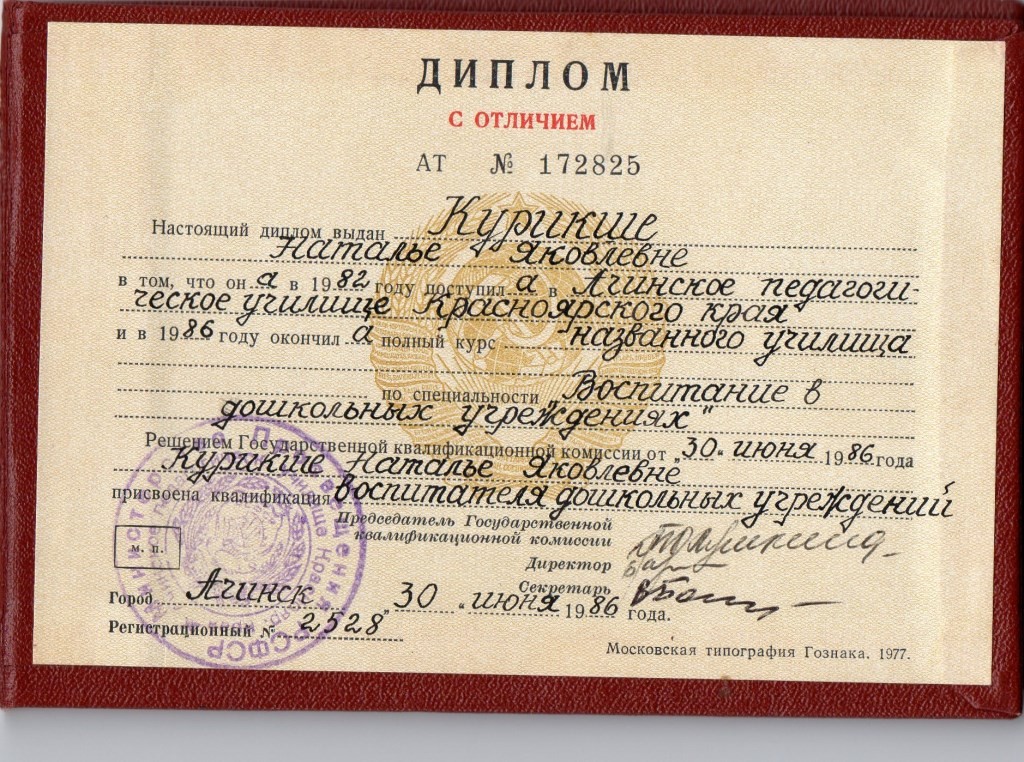 ДИПЛОМ
С ОТЛИЧИЕМ
АТ № 172825
Настоящий диплом выдан Курикше
Наталье Яковлевне
в том, что он а в 1982 году поступил а в Ачинское педагоги-
ческое училище Красноярского края
и в 1986 году окончил а полный курс названного училища
по специальности „Воспитание в
дошкольных учреждениях"
Решением Государственной квалификационной комиссии от „30" июня 1986 года
Курикше Наталье Яковлевне
присвоена квалификация воспитателя дошкольных учреждений
Председатель Государственной
квалификационной комиссии
м. п.
Директор
Секретарь
Город Ачинск „30" июня 1986 года.
Регистрационный № 2528
Московская типография Гознака. 1977.